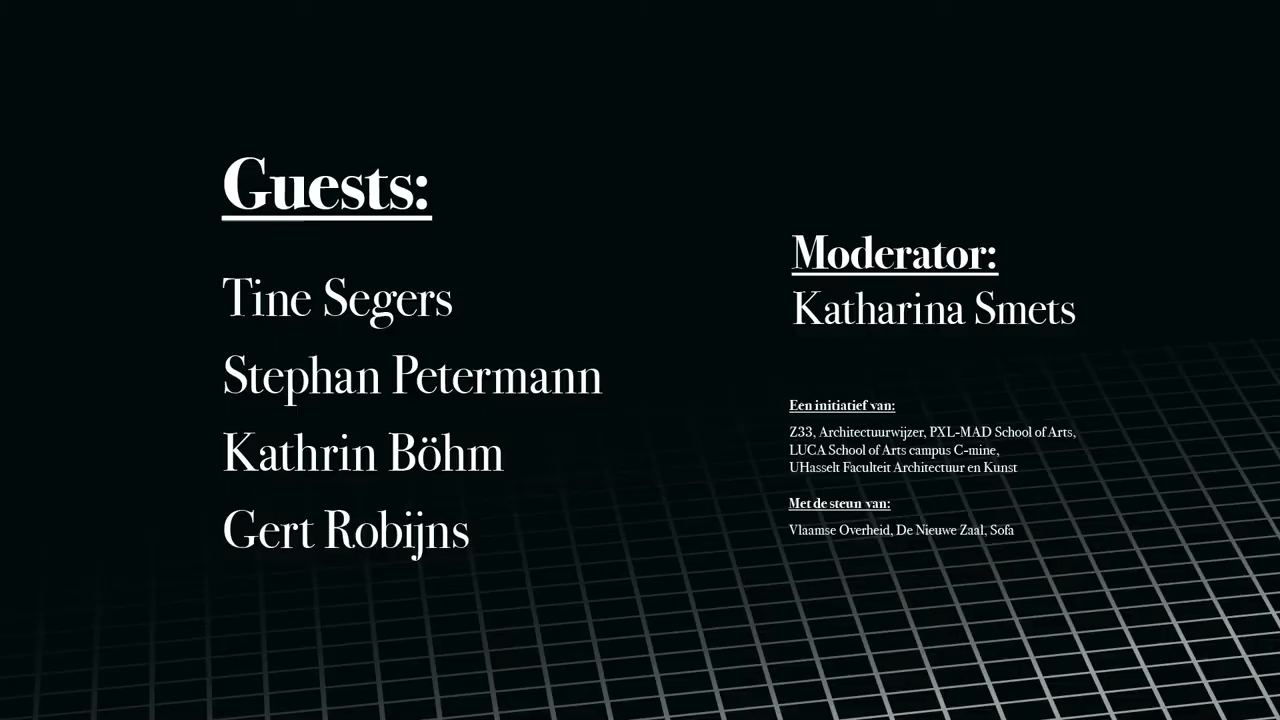 Guests:
Tine Segers
Stephan Petermann
Kathrin Böhm
Gert Robijns
Moderator:
Katharina Smets
Een initiatief van:
Z33, Architectuurwijzer, PXL-MAD School of Arts,
LUCA School of Arts campus C-mine,
UHasselt Faculteit Architectuur en Kunst
Met de steun van:
Vlaamse Overheid, De Nieuwe Zaal, Sofa